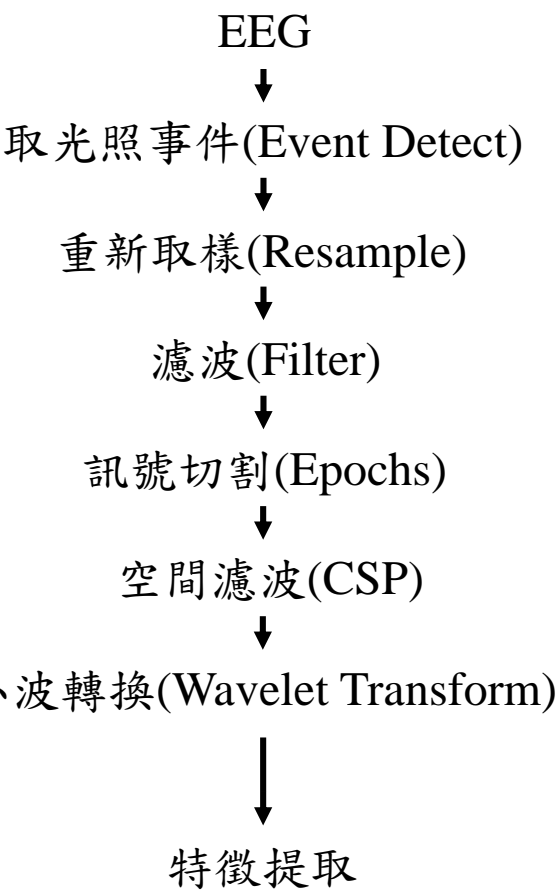 EEG
取光照事件(Event Detect)
重新取樣(Resample)
濾波(Filter)
訊號切割(Epochs)
空間濾波(CSP)
波轉換(Wavelet Transform)
特徵提取